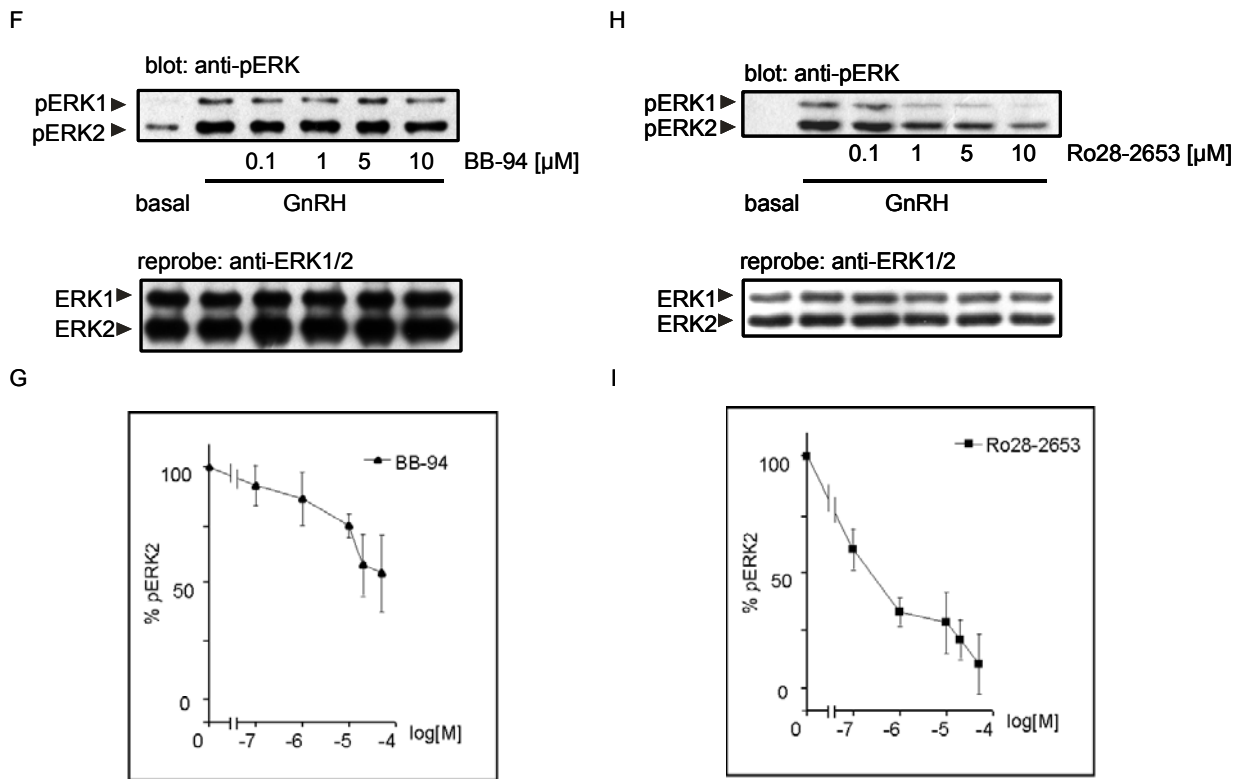 F
blot: anti-pERK
pERK1
pERK2
0.1 1 5 10 BB-94 [µM]
basal GnRH
reprobe: anti-ERK1/2
ERK1
ERK2
G
BB-94
100
50
0
% pERK2
0 -7 -6 -5 -4 log[M]
H
blot: anti-pERK
pERK1
pERK2
0.1 1 5 10 Ro28-2653 [µM]
basal GnRH
reprobe: anti-ERK1/2
ERK1
ERK2
I
Ro28-2653
100
50
0
% pERK2
0 -7 -6 -5 -4 log[M]